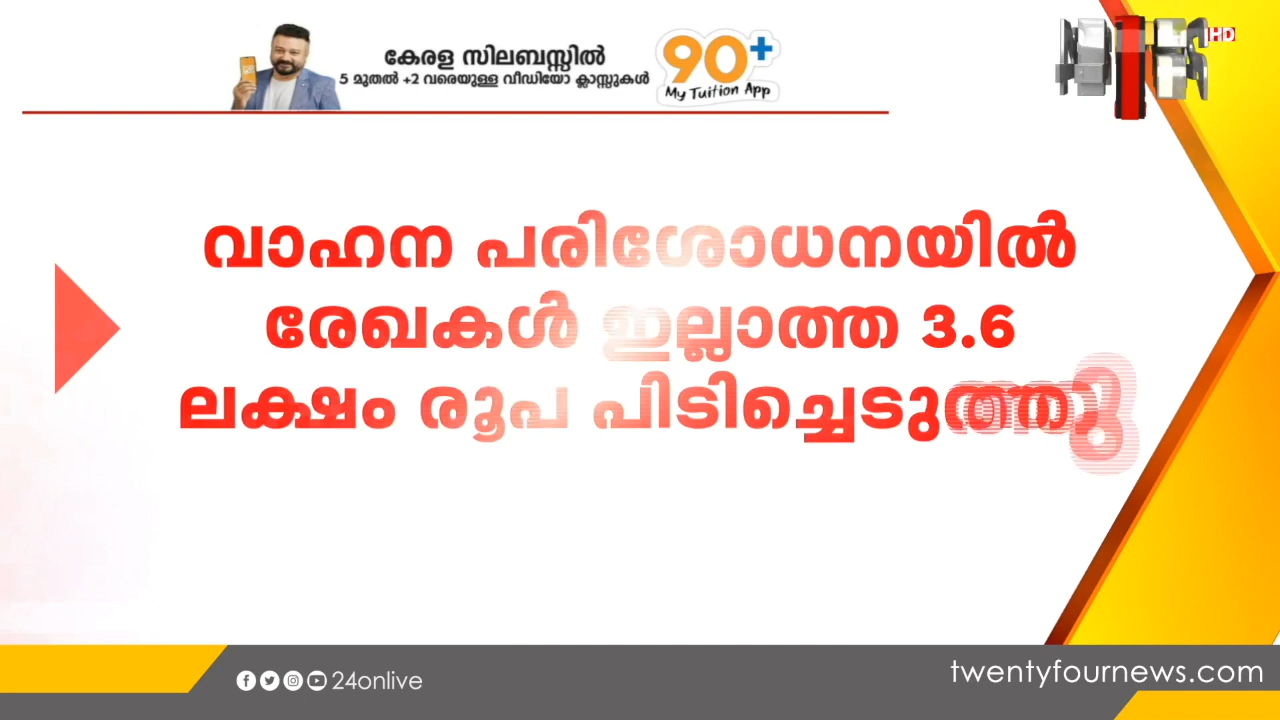 കേരള സിലബസ്സിൽ
5 മുതൽ +2 വരെയുള്ള വീഡിയോ ക്ലാസ്സുകൾ
90+
My Tuition App
HD
വാഹന പരിശോധനയിൽ
രേഖകൾ ഇല്ലാത്ത 3.6
ലക്ഷം രൂപ പിടിച്ചെടുത്തു
24onlive
twentyfournews.com